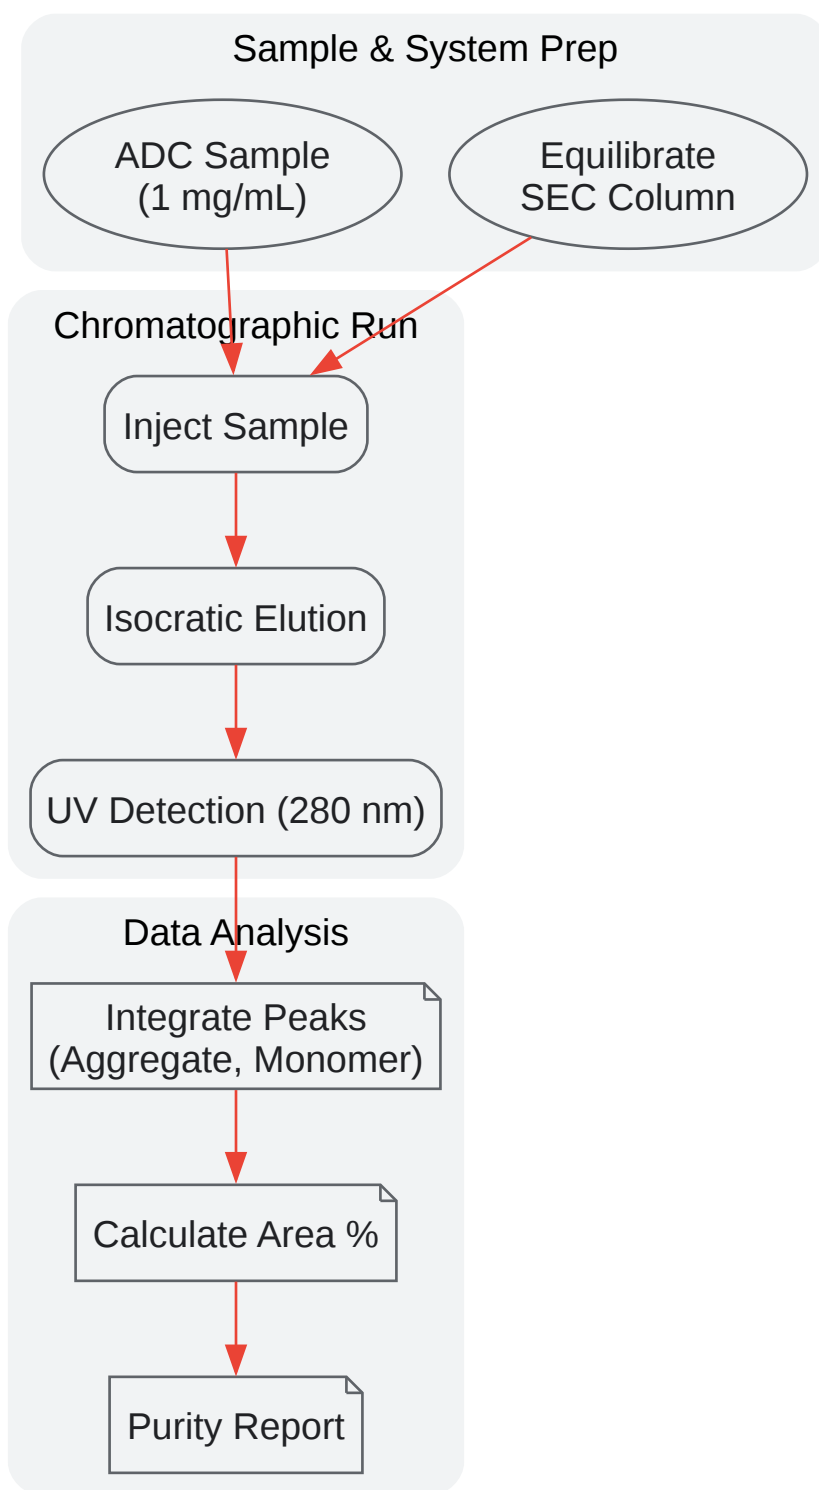 Sample & System Prep
ADC Sample
(1 mg/mL)
Equilibrate
SEC Column
Chromatographic Run
Inject Sample
Isocratic Elution
UV Detection (280 nm)
Data Analysis
Integrate Peaks
(Aggregate, Monomer)
Calculate Area %
Purity Report